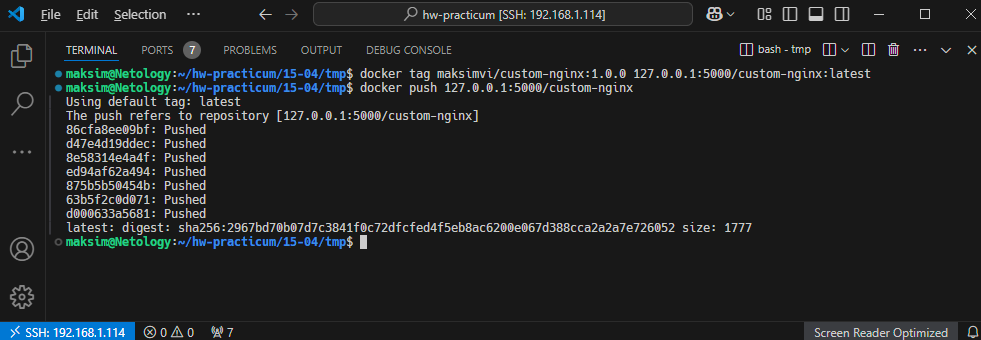 File Edit Selection ... hw-practicum [SSH: 192.168.1.114]
TERMINAL PORTS 7 PROBLEMS OUTPUT DEBUG CONSOLE bash - tmp
maksim@Netology:~/hw-practicum/15-04/tmp$ docker tag maksimvi/custom-nginx:1.0.0 127.0.0.1:5000/custom-nginx:latest
maksim@Netology:~/hw-practicum/15-04/tmp$ docker push 127.0.0.1:5000/custom-nginx
Using default tag: latest
The push refers to repository [127.0.0.1:5000/custom-nginx]
86cfa8ee09bf: Pushed
d47e4d19ddec: Pushed
8e58314e4a4f: Pushed
ed94af62a494: Pushed
875b5b50454b: Pushed
63b5f2c0d071: Pushed
d000633a5681: Pushed
latest: digest: sha256:2967bd70b07d7c3841f0c72dfcfed4f5eb8ac6200e067d388cca2a2a7e726052 size: 1777
maksim@Netology:~/hw-practicum/15-04/tmp$
SSH: 192.168.1.114 0 0 7 Screen Reader Optimized